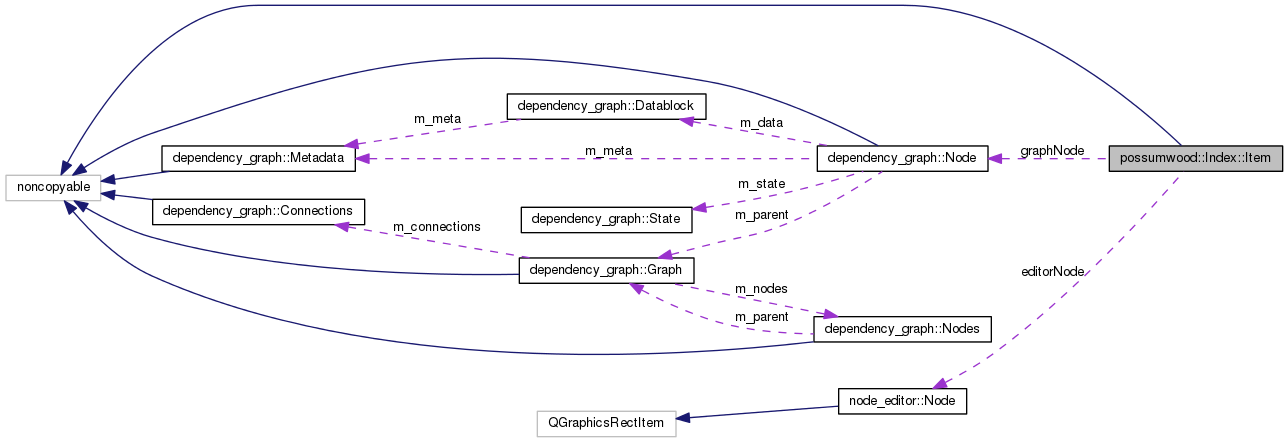 dependency_graph::Datablock
m_meta
m_data
dependency_graph::Metadata
m_meta
dependency_graph::Node
graphNode
possumwood::Index::Item
noncopyable
m_state
dependency_graph::Connections
dependency_graph::State
m_parent
m_connections
dependency_graph::Graph
editorNode
m_nodes
m_parent
dependency_graph::Nodes
node_editor::Node
QGraphicsRectItem